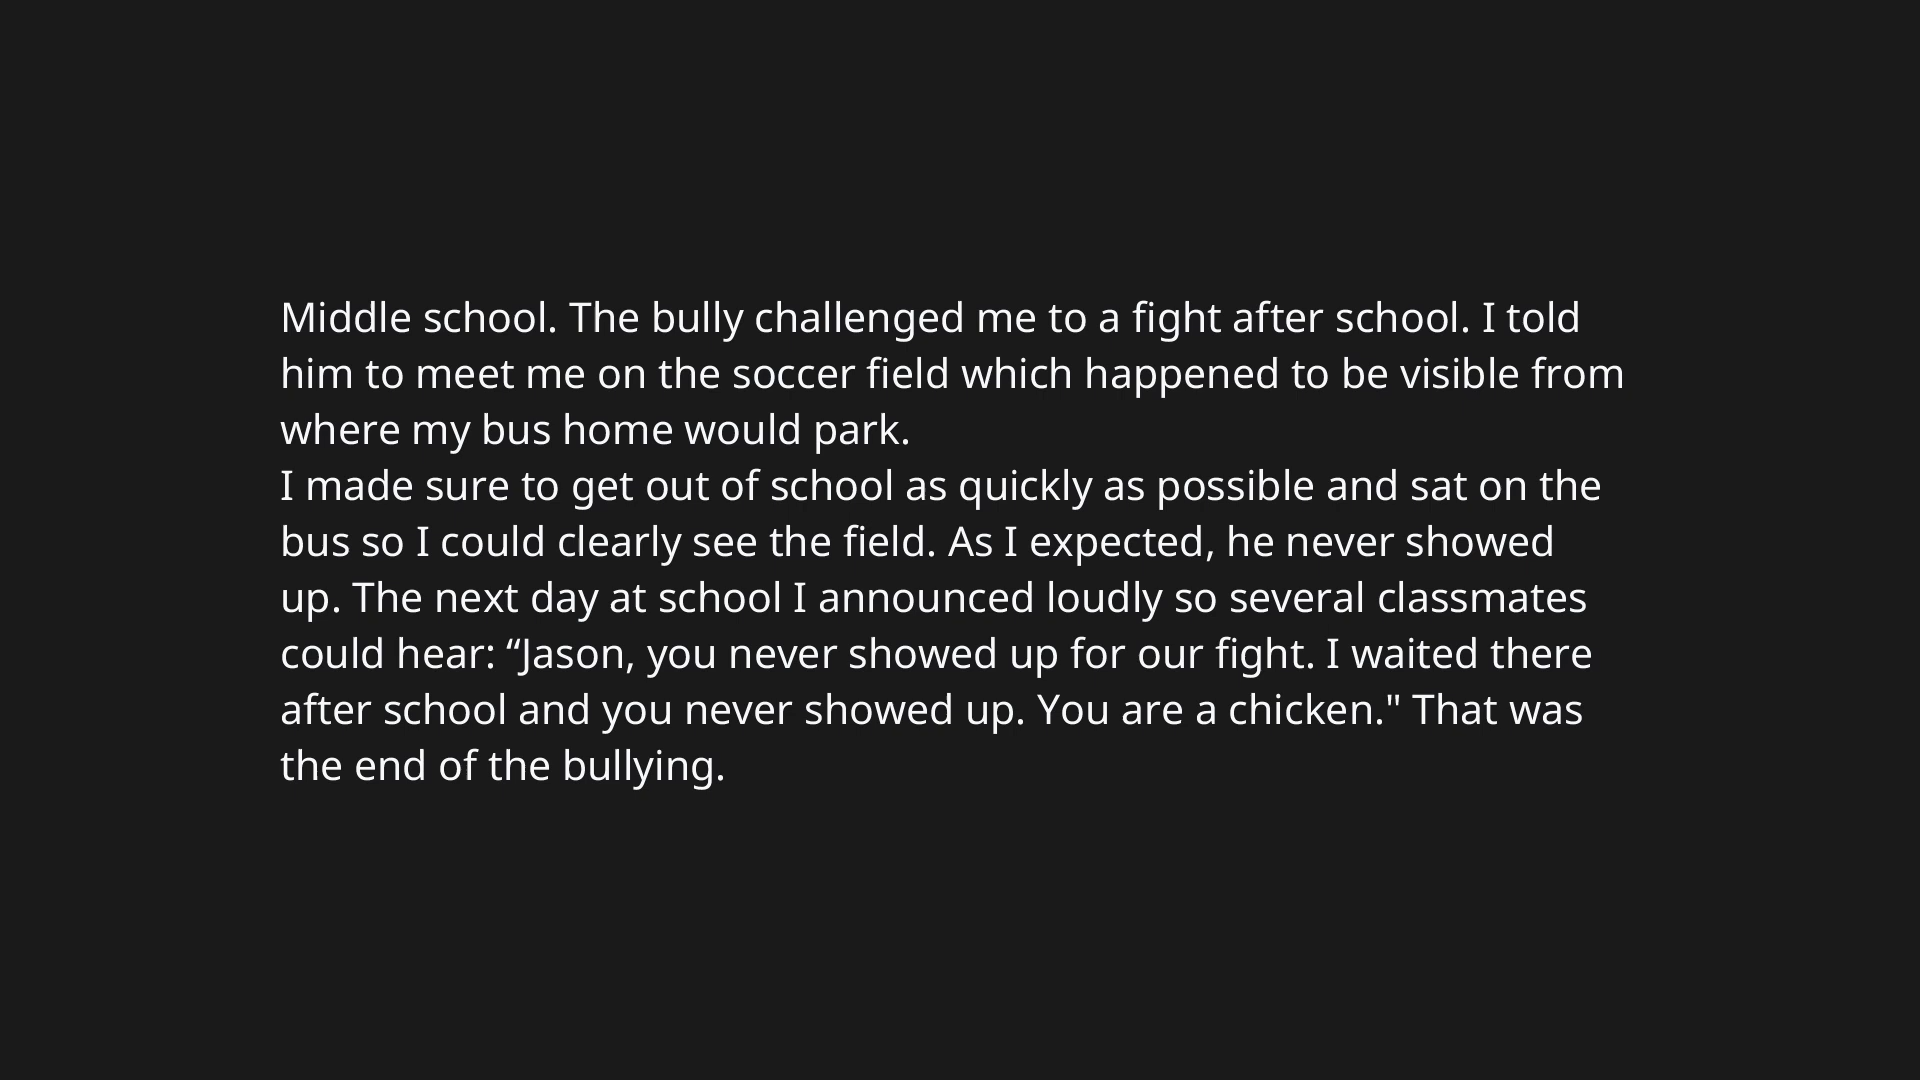 Middle school. The bully challenged me to a fight after school. I told
him to meet me on the soccer field which happened to be visible from
where my bus home would park.
I made sure to get out of school as quickly as possible and sat on the
bus so I could clearly see the field. As I expected, he never showed
up. The next day at school I announced loudly so several classmates
could hear: “Jason, you never showed up for our fight. I waited there
after school and you never showed up. You are a chicken." That was
the end of the bullying.